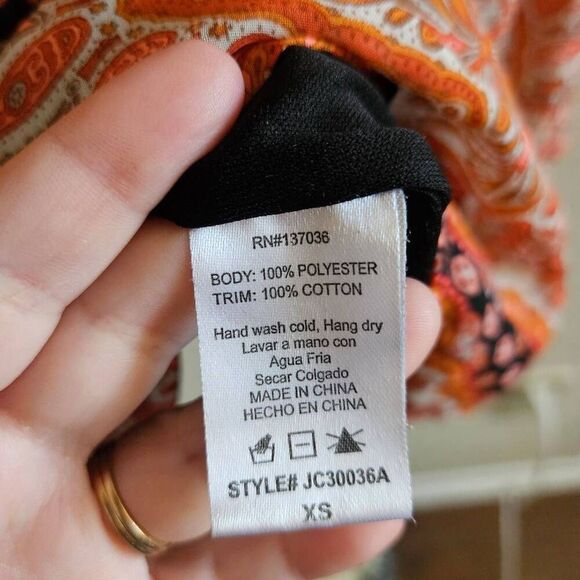 RN#137036
BODY: 100% POLYESTER
TRIM: 100% COTTON
Hand wash cold, Hang dry
Lavar a mano con
Agua Fria
Secar Colgado
MADE IN CHINA
HECHO EN CHINA
STYLE# JC30036A
XS